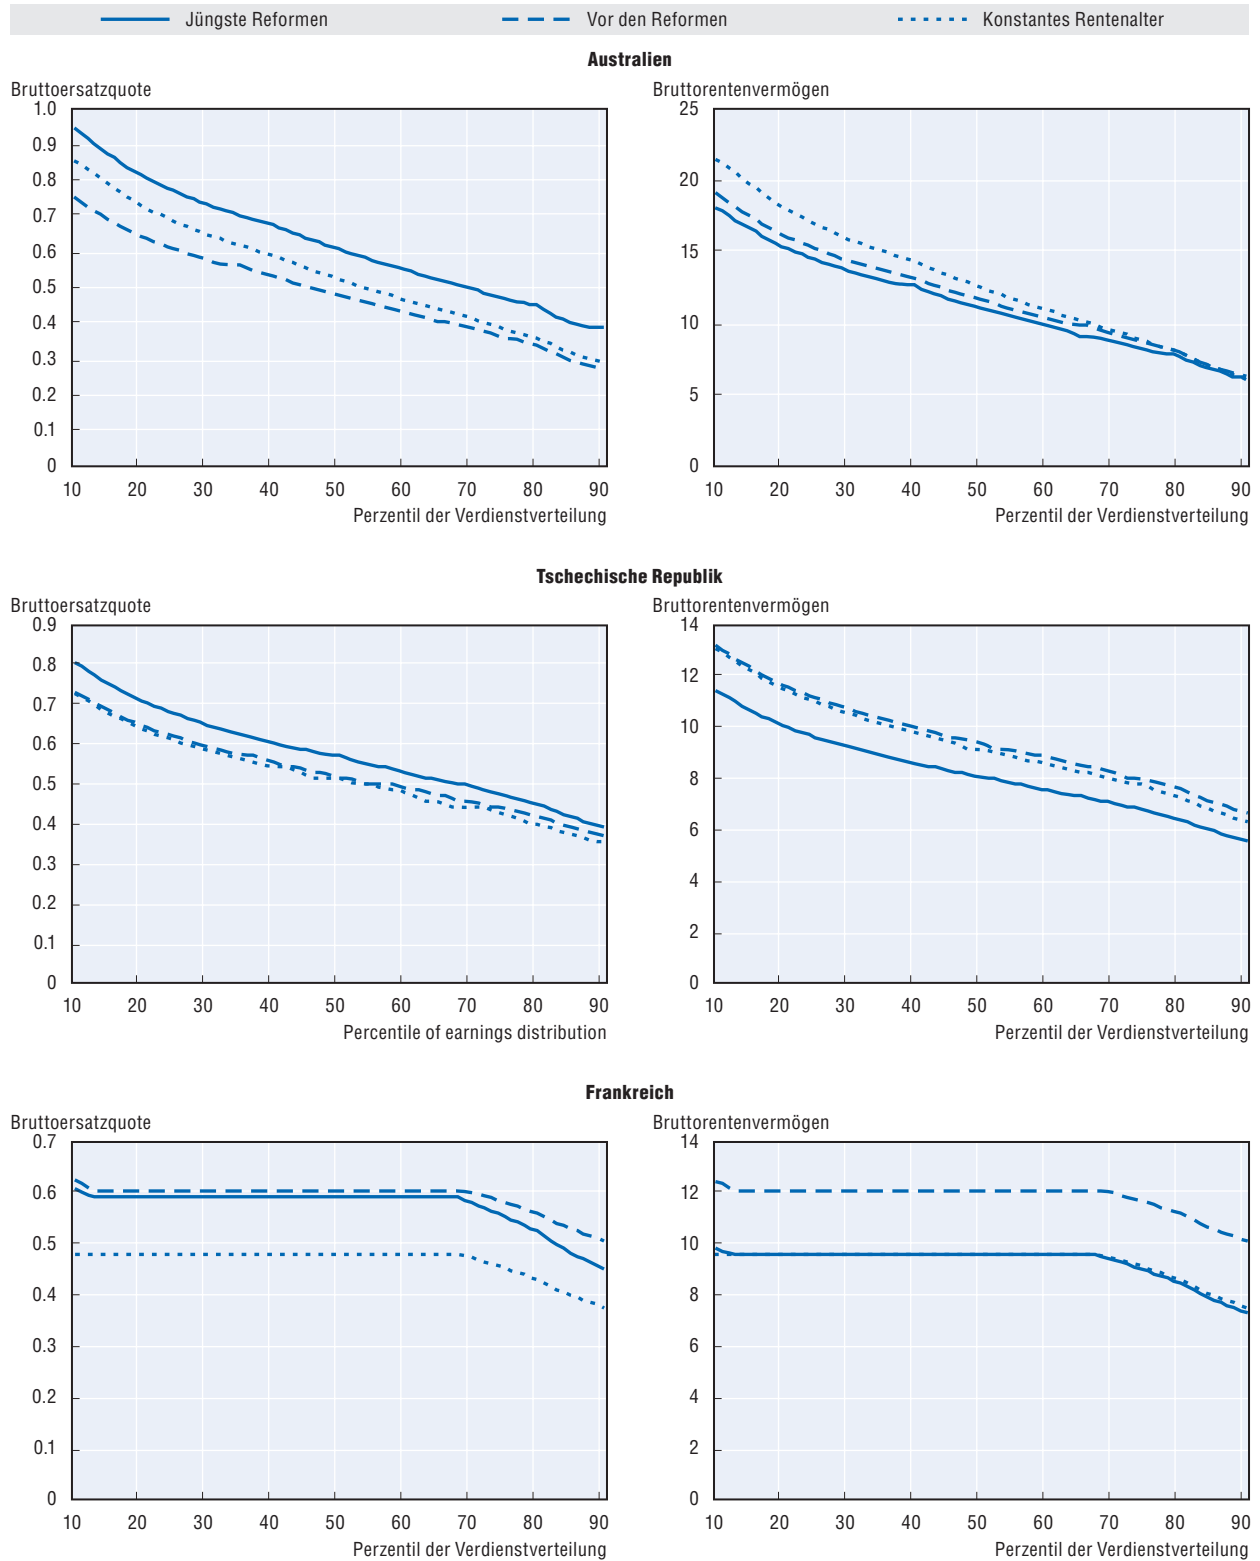 Jüngste Reformen Vor den Reformen Konstantes Rentenalter
Australien
Bruttoersatzquote
1.0
0.9
0.8
0.7
0.6
0.5
0.4
0.3
0.2
0.1
0
10 20 30 40 50 60 70 80 90
Perzentil der Verdienstverteilung
Bruttorentenvermögen
25
20
15
10
5
0
10 20 30 40 50 60 70 80 90
Perzentil der Verdienstverteilung
Tschechische Republik
Bruttoersatzquote
0.9
0.8
0.7
0.6
0.5
0.4
0.3
0.2
0.1
0
10 20 30 40 50 60 70 80 90
Percentile of earnings distribution
Bruttorentenvermögen
14
12
10
8
6
4
2
0
10 20 30 40 50 60 70 80 90
Perzentil der Verdienstverteilung
Frankreich
Bruttoersatzquote
0.7
0.6
0.5
0.4
0.3
0.2
0.1
0
10 20 30 40 50 60 70 80 90
Perzentil der Verdienstverteilung
Bruttorentenvermögen
14
12
10
8
6
4
2
0
10 20 30 40 50 60 70 80 90
Perzentil der Verdienstverteilung